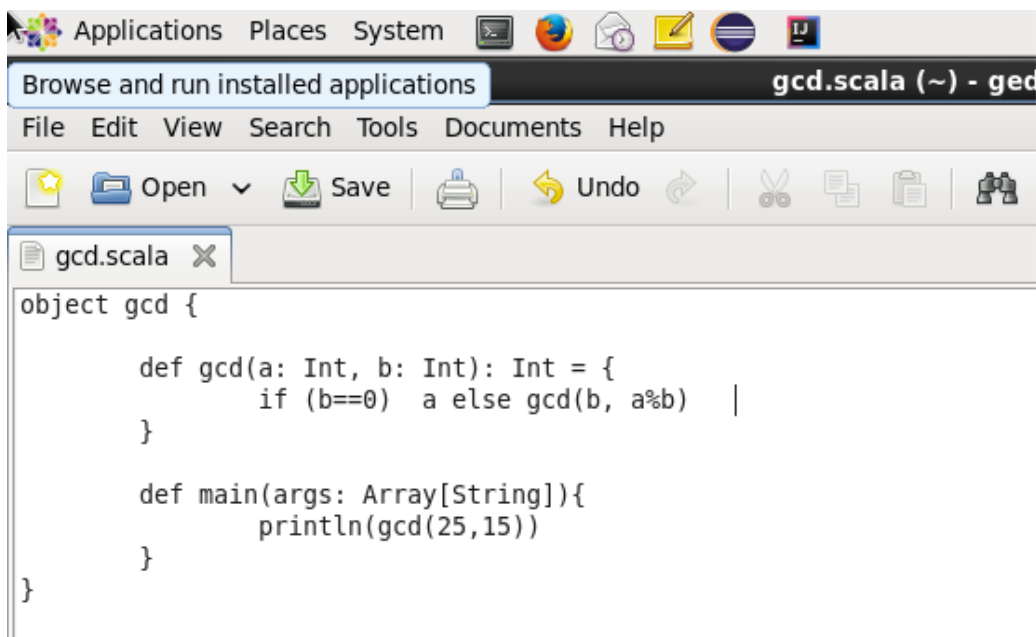 Applications Places System
Browse and run installed applications
gcd.scala (~) - ged
File Edit View Search Tools Documents Help
Open Save Undo
gcd.scala
object gcd {
def gcd(a: Int, b: Int): Int = {
if (b==0)  a else gcd(b, a%b)
}
def main(args: Array[String]){
println(gcd(25,15))
}
}